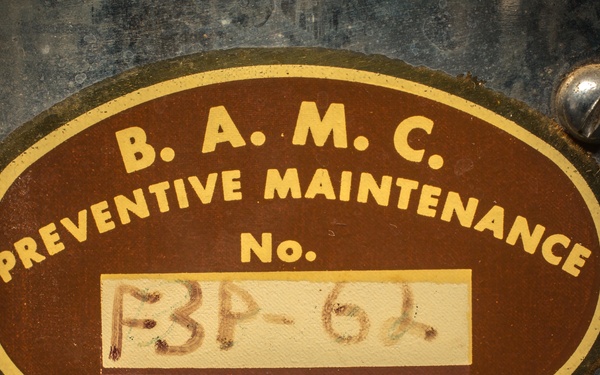 B. A. M. C.
PREVENTIVE MAINTENANCE
No.
F3P-62